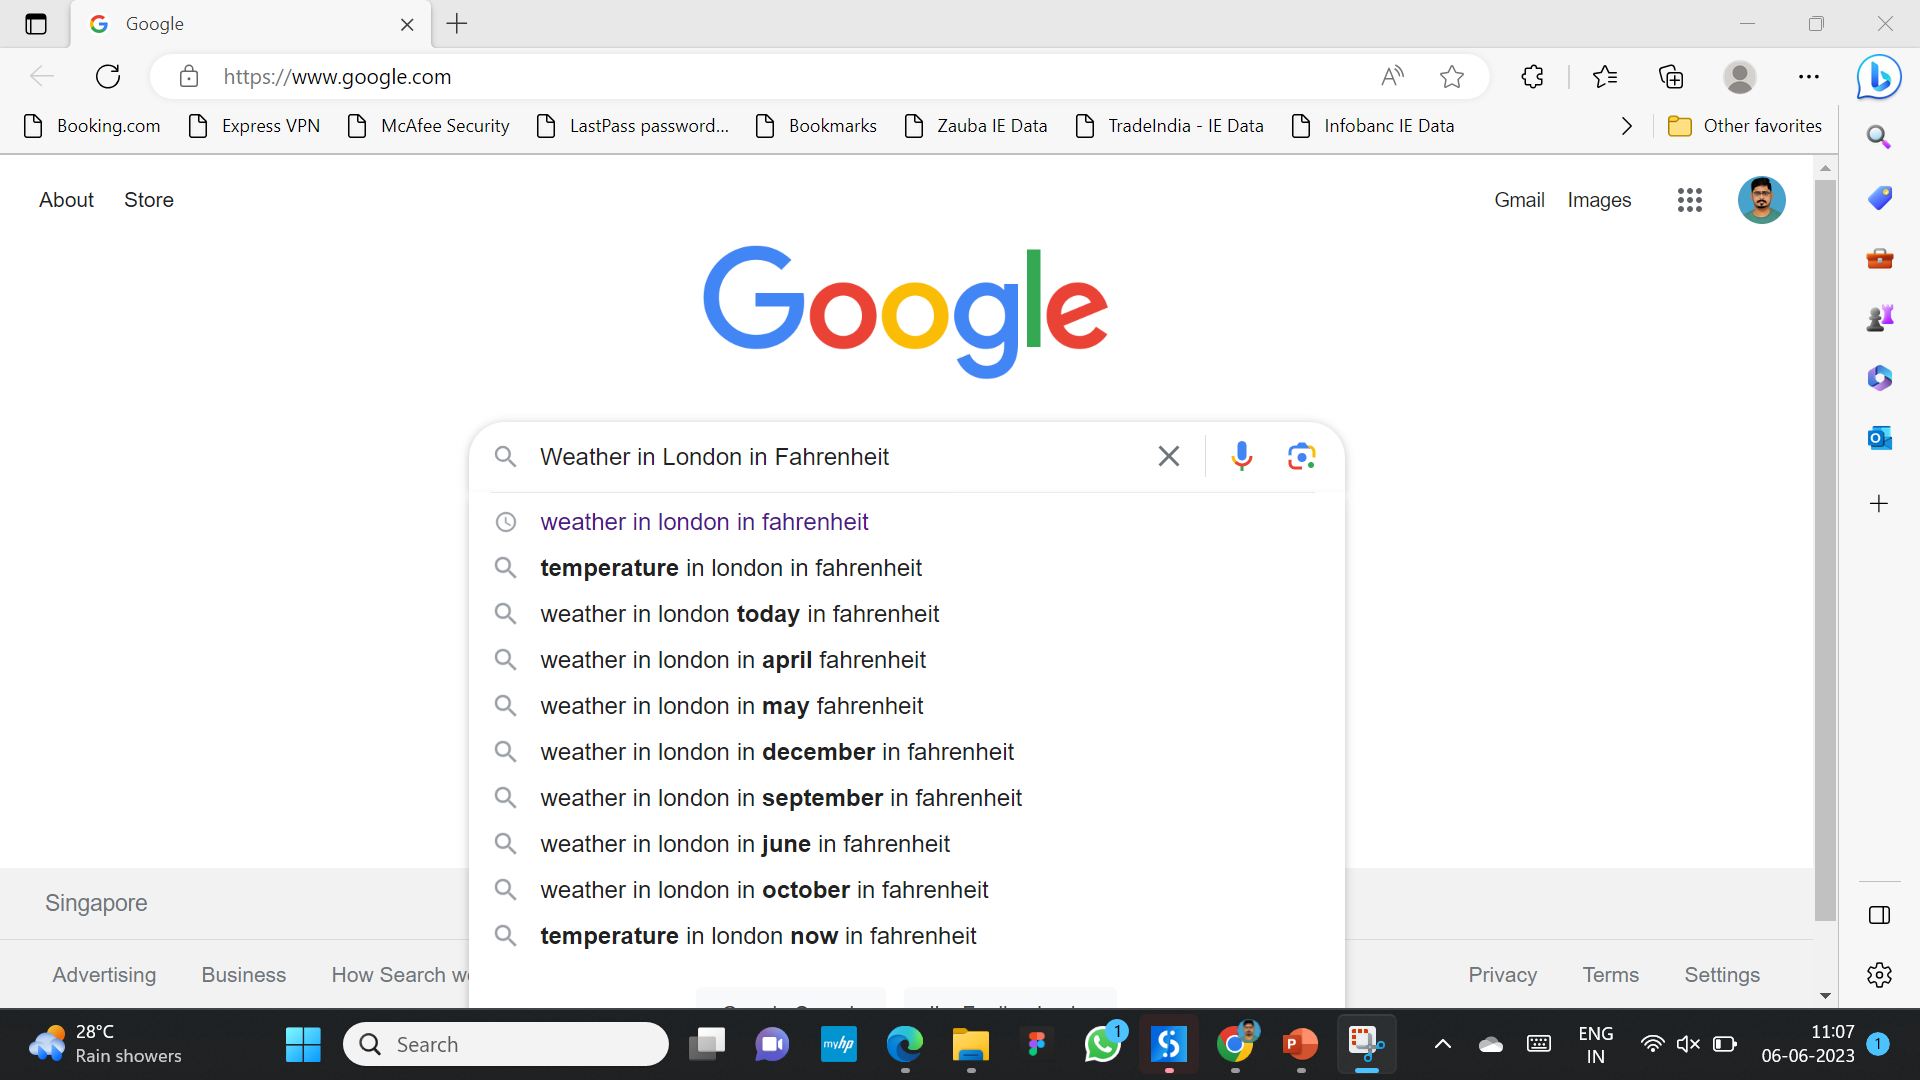 Google
https://www.google.com
Booking.com Express VPN McAfee Security LastPass password... Bookmarks Zauba IE Data TradeIndia - IE Data Infobanc IE Data Other favorites
About Store Gmail Images
Google
Weather in London in Fahrenheit
weather in london in fahrenheit
temperature in london in fahrenheit
weather in london today in fahrenheit
weather in london in april fahrenheit
weather in london in may fahrenheit
weather in london in december in fahrenheit
weather in london in september in fahrenheit
weather in london in june in fahrenheit
weather in london in october in fahrenheit
temperature in london now in fahrenheit
Singapore
Advertising Business How Search Privacy Terms Settings
28°C
Rain showers
Search
myhp
1
ENG
IN
11:07
06-06-2023
1